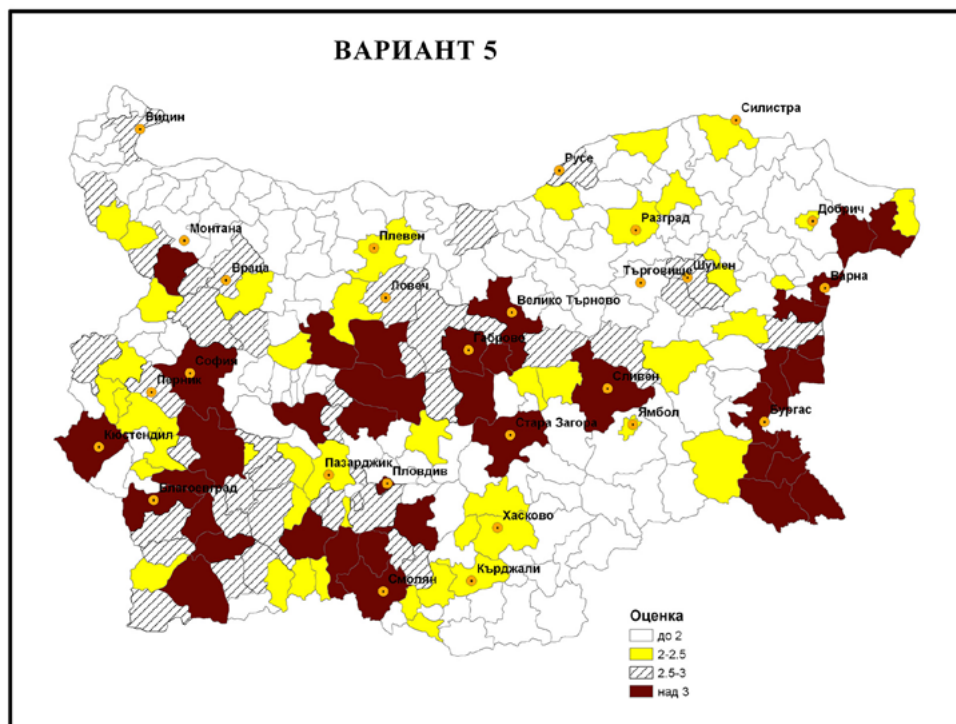 ВАРИАНТ 5
Силистра
Видин
Русе
Добрич
Разград
Монтана
Плевен
Търговище
Шумен
Враца
Варна
Ловеч
Велико Търново
Габрово
София
Перник
Сливен
Бургас
Ямбол
Стара Загора
Кюстендил
Пазарджик
Пловдив
Благоевград
Хасково
Кърджали
Смолян
Оценка
до 2
2-2.5
2.5-3
над 3